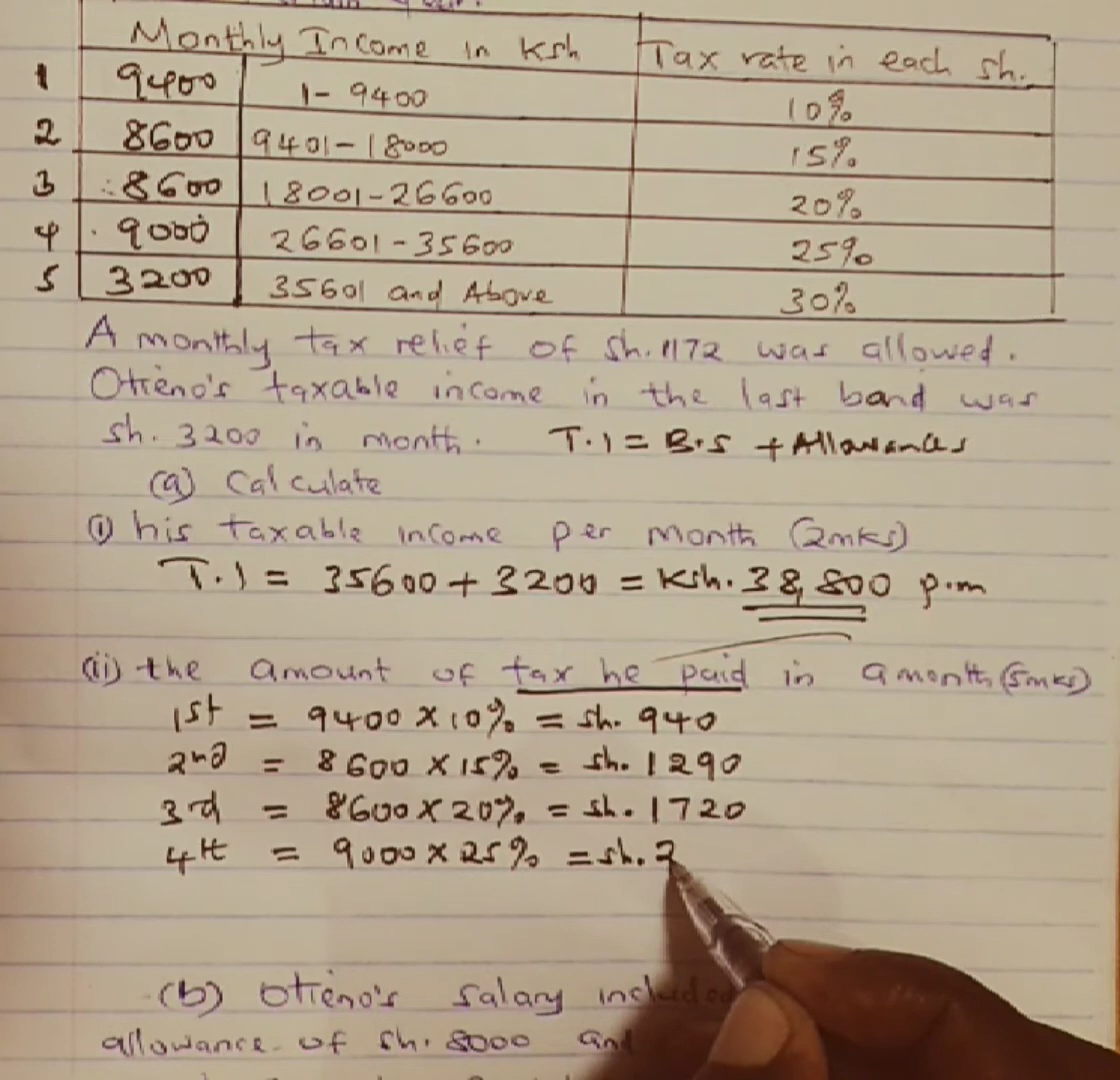 Monthly Income in Ksh Tax rate in each sh.
1 9400 1-9400 10%
2 8600 9401-18000 15%
3 8600 18001-26600 20%
4 9000 26601-35600 25%
5 3200 35601 and Above 30%
A monthly tax relief of sh.1172 was allowed.
Otieno's taxable income in the last band was
sh. 3200 in month. T.I = B.S + Allowances
(a) Calculate
(i) his taxable income per month (2mks)
T.I = 35600 + 3200 = Ksh. 38,800 p.m
(ii) the amount of tax he paid in a month (5mks)
1st = 9400 × 10% = sh. 940
2nd = 8600 × 15% = sh. 1290
3rd = 8600 × 20% = sh. 1720
4th = 9000 × 25% = sh. 2
(b) Otieno's salary included
allowance of sh. 8000 and